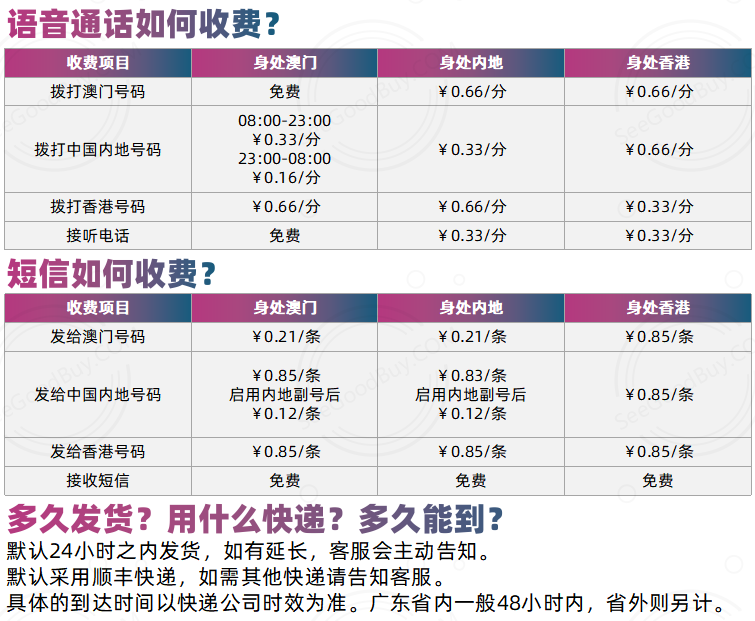 语音通话如何收费？
收费项目 身处澳门 身处内地 身处香港
拨打澳门号码 免费 ￥0.66/分 ￥0.66/分
拨打中国内地号码 08:00-23:00 ￥0.33/分 23:00-08:00 ￥0.16/分 ￥0.33/分 ￥0.66/分
拨打香港号码 ￥0.66/分 ￥0.66/分 ￥0.33/分
接听电话 免费 ￥0.33/分 ￥0.33/分
短信如何收费？
收费项目 身处澳门 身处内地 身处香港
发给澳门号码 ￥0.21/条 ￥0.21/条 ￥0.85/条
发给中国内地号码 ￥0.85/条 启用内地副号后 ￥0.12/条 ￥0.83/条 启用内地副号后 ￥0.12/条 ￥0.85/条
发给香港号码 ￥0.85/条 ￥0.85/条 ￥0.85/条
接收短信 免费 免费 免费
多久发货？用什么快递？多久能到？
默认24小时之内发货，如有延长，客服会主动告知。
默认采用顺丰快递，如需其他快递请告知客服。
具体的到达时间以快递公司时效为准。广东省内一般48小时内，省外则另计。